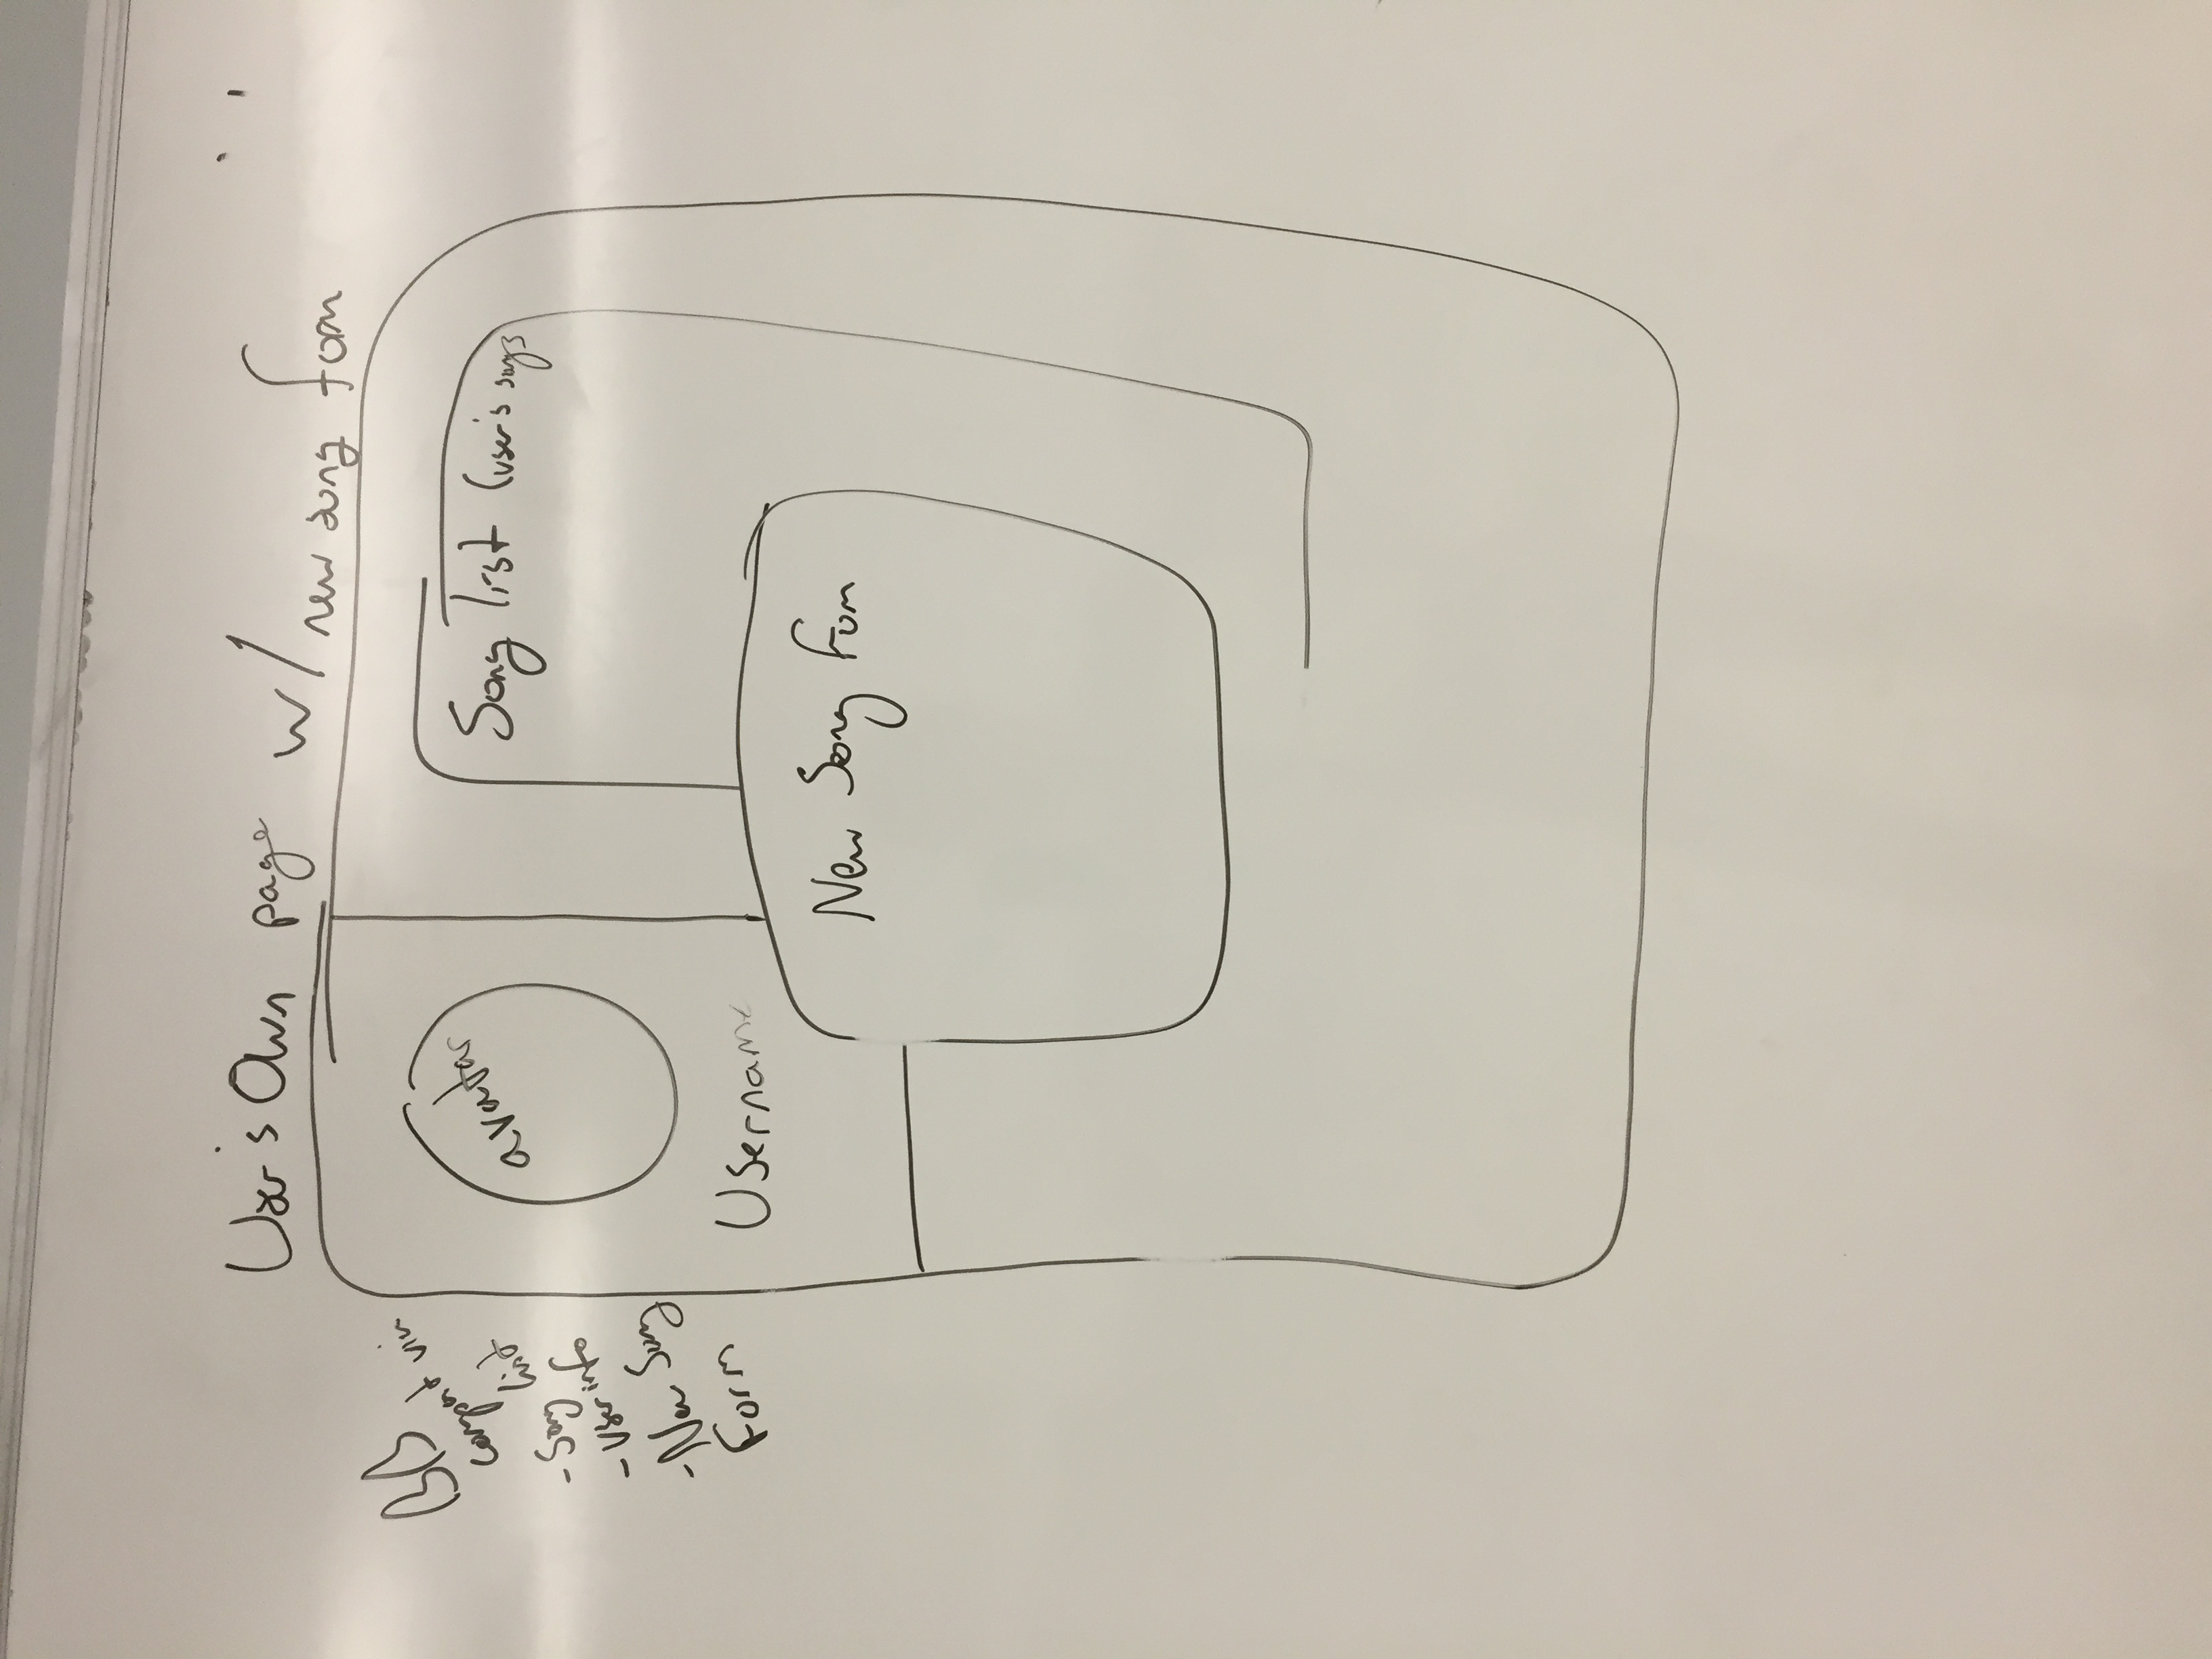 User's Own page w/ new song form
BB
compost view
- Song list
- User info
- New Song
Form
avatar
Username
Song list (user's songs
New Song Form